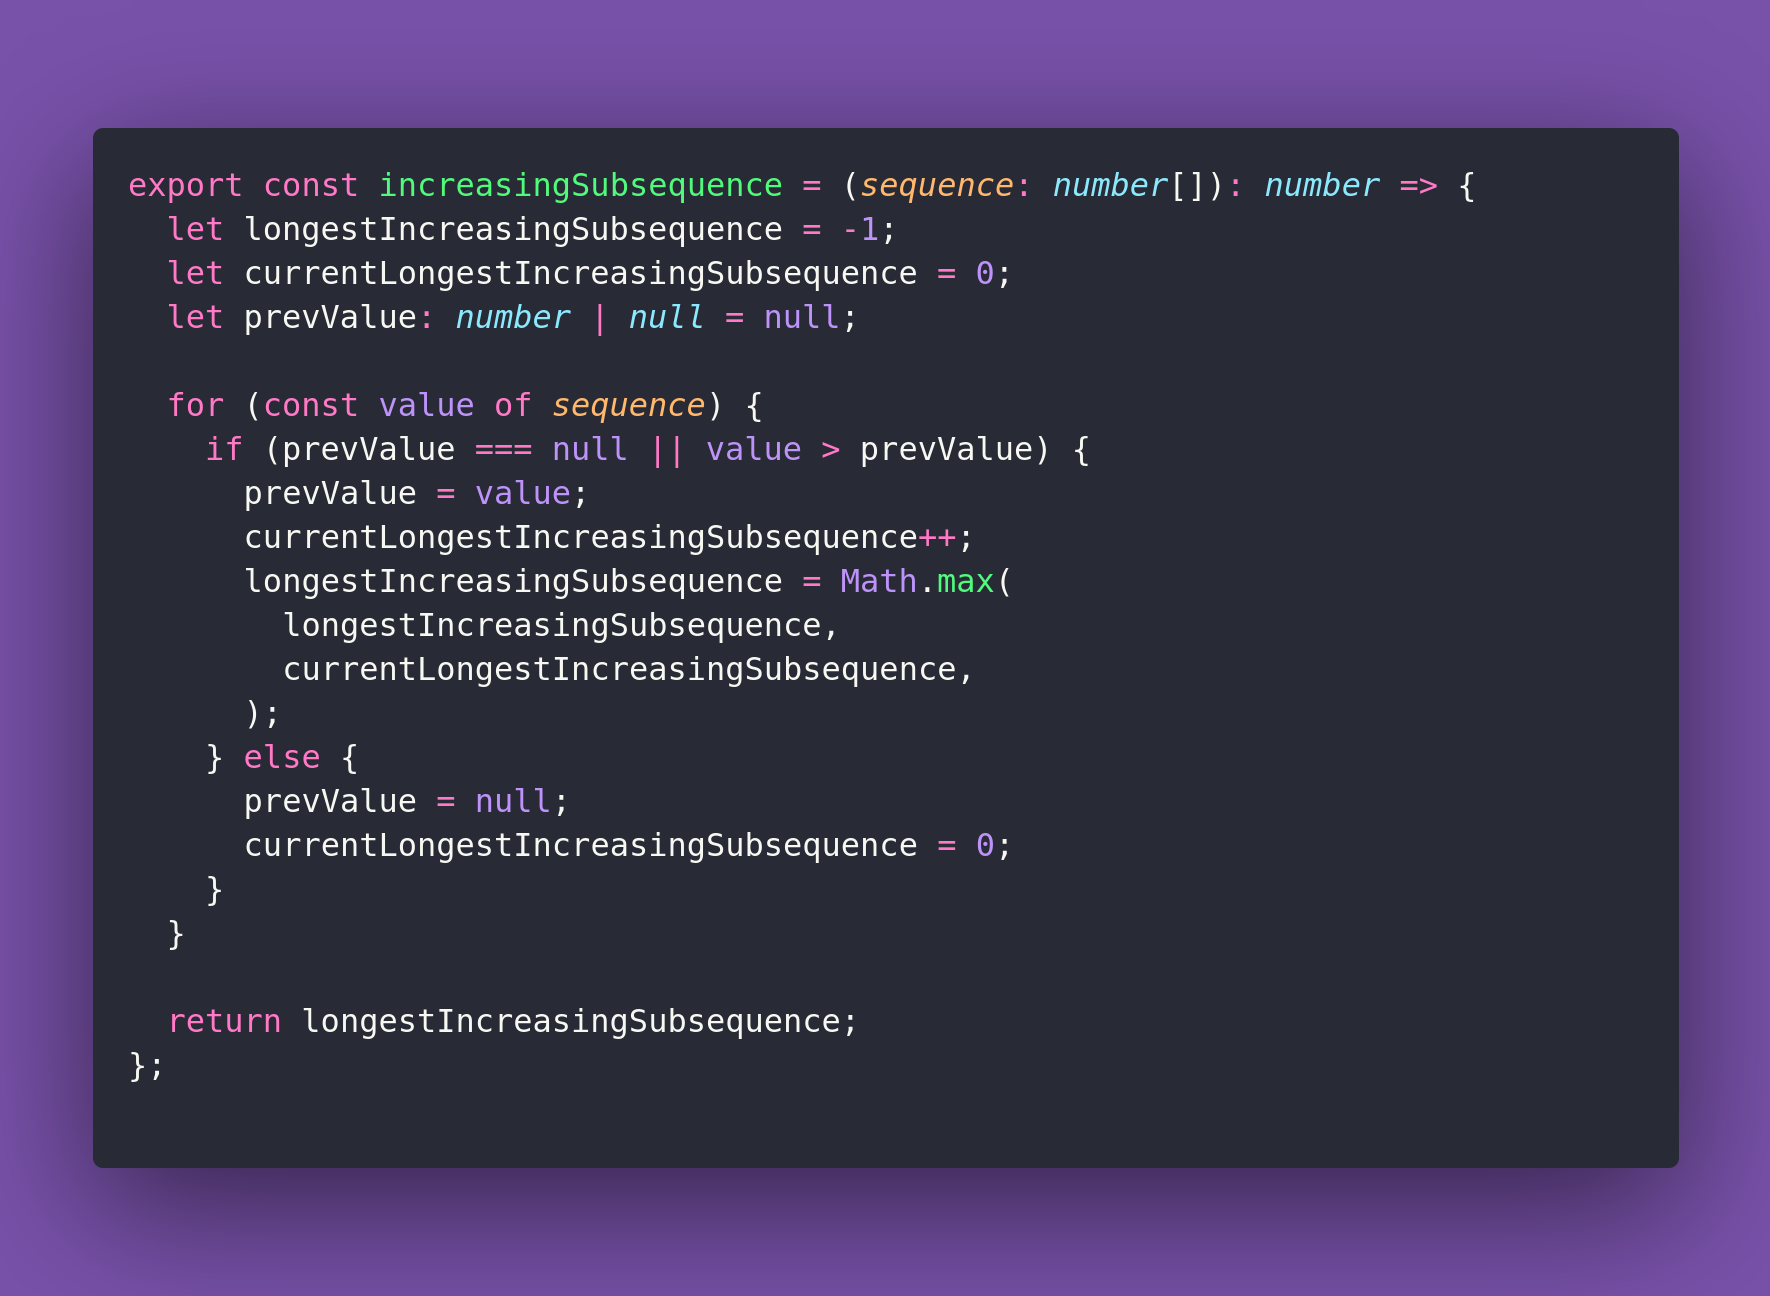 export const increasingSubsequence = (sequence: number[]): number => {
  let longestIncreasingSubsequence = -1;
  let currentLongestIncreasingSubsequence = 0;
  let prevValue: number | null = null;

  for (const value of sequence) {
    if (prevValue === null || value > prevValue) {
      prevValue = value;
      currentLongestIncreasingSubsequence++;
      longestIncreasingSubsequence = Math.max(
        longestIncreasingSubsequence,
        currentLongestIncreasingSubsequence,
      );
    } else {
      prevValue = null;
      currentLongestIncreasingSubsequence = 0;
    }
  }

  return longestIncreasingSubsequence;
};